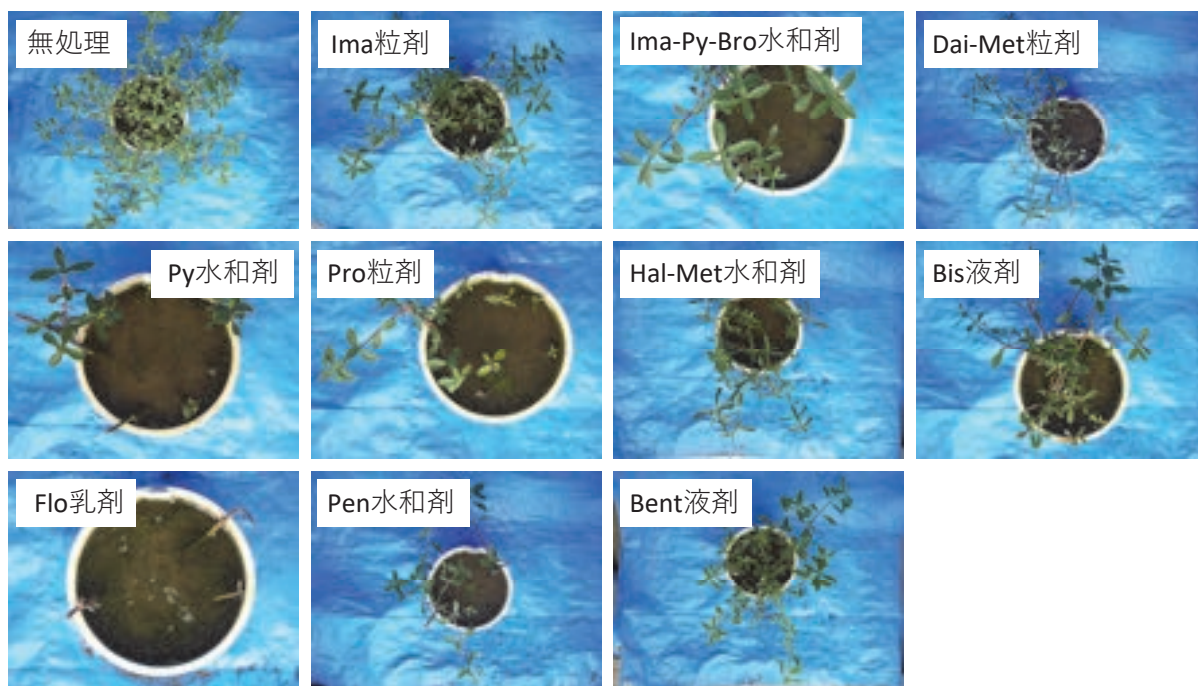 無処理
Ima粒剤
Ima-Py-Bro水和剤
Dai-Met粒剤
Py水和剤
Pro粒剤
Hal-Met水和剤
Bis液剤
Flo乳剤
Pen水和剤
Bent液剤